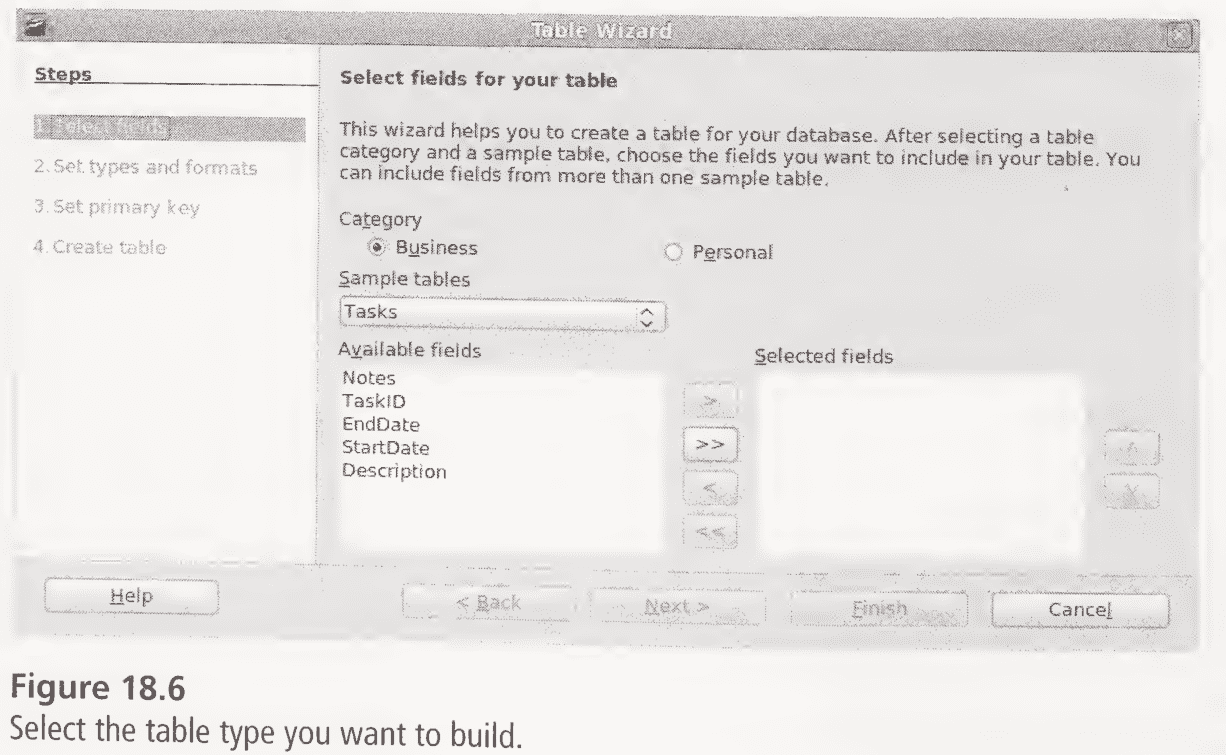 Table Wizard
Steps
1. Select fields
2. Set types and formats
3. Set primary key
4. Create table
Select fields for your table
This wizard helps you to create a table for your database. After selecting a table
category and a sample table, choose the fields you want to include in your table. You
can include fields from more than one sample table.
Category
Business
Personal
Sample tables
Tasks
Available fields
Notes
TaskID
EndDate
StartDate
Description
>
>>
<
<<
Selected fields
^
v
Help
< Back
Next >
Finish
Cancel
Figure 18.6
Select the table type you want to build.